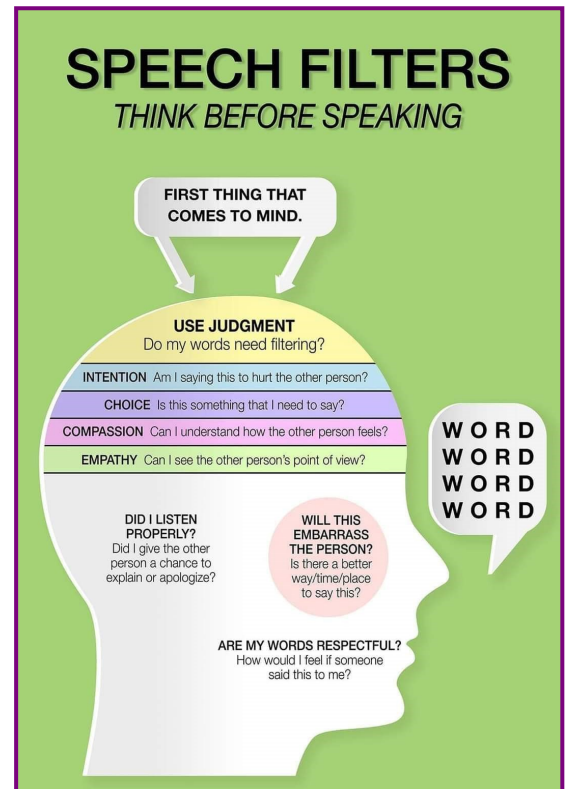 SPEECH FILTERS
THINK BEFORE SPEAKING
FIRST THING THAT
COMES TO MIND.
USE JUDGMENT
Do my words need filtering?
INTENTION Am I saying this to hurt the other person?
CHOICE Is this something that I need to say?
COMPASSION Can I understand how the other person feels?
EMPATHY Can I see the other person's point of view?
DID I LISTEN
PROPERLY?
Did I give the other
person a chance to
explain or apologize?
WILL THIS
EMBARRASS
THE PERSON?
Is there a better
way/time/place
to say this?
ARE MY WORDS RESPECTFUL?
How would I feel if someone
said this to me?
WORD
WORD
WORD
WORD